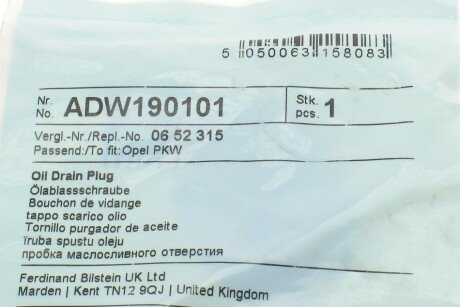 5 050063 158083
Nr.
No. ADW190101
Stk.
pcs. 1
Vergl.-Nr./Repl.-No. 06 52 315
Passend:/To fit:Opel PKW
Oil Drain Plug
Ölablassschraube
Bouchon de vidange
tappo scarico olio
Tornillo purgador de aceite
îruba spustu oleju
пробка маслосливного отверстия
Ferdinand Bilstein UK Ltd
Marden | Kent TN12 9QJ | United Kingdom